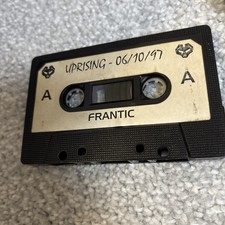 UPRISING - 06/10/97
A A
FRANTIC